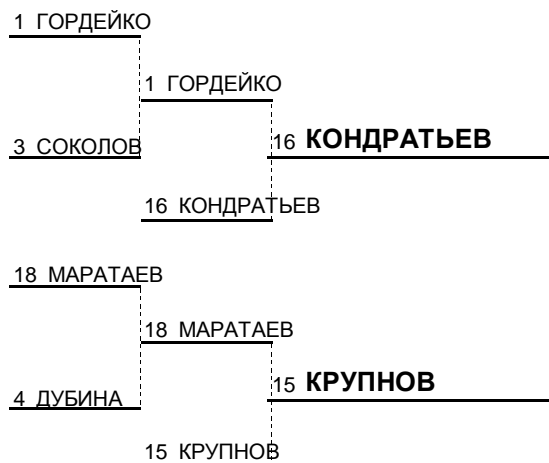 1 ГОРДЕЙКО
1 ГОРДЕЙКО
3 СОКОЛОВ
16 КОНДРАТЬЕВ
16 КОНДРАТЬЕВ
18 МАРАТАЕВ
18 МАРАТАЕВ
4 ДУБИНА
15 КРУПНОВ
15 КРУПНОВ